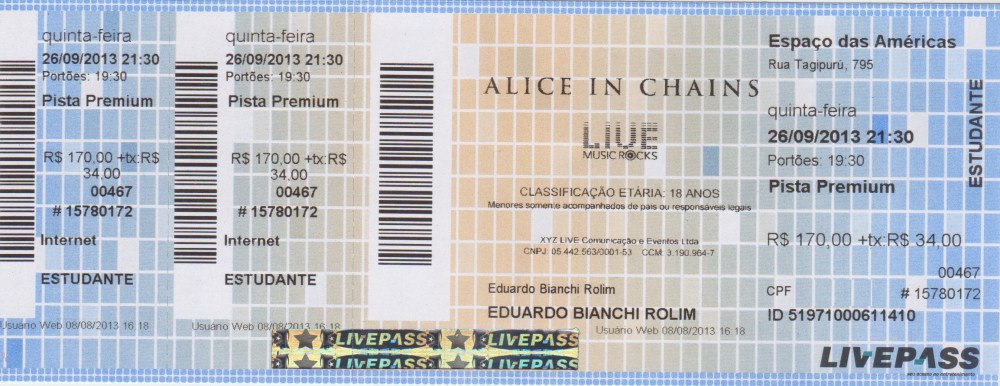 quinta-feira
26/09/2013 21:30
Portões: 19:30
Pista Premium
R$ 170,00 +tx:R$
34,00
00467
# 15780172
Internet
ESTUDANTE
Usuario Web 08/08/2013 16:18
quinta-feira
26/09/2013 21:30
Portões: 19:30
Pista Premium
R$ 170,00 +tx:R$
34,00
00467
# 15780172
Internet
ESTUDANTE
Usuario Web 08/08/2013 16:18
LIVEPASS LIVEPASS
LIVEPASS LIVEPASS
ALICE IN CHAINS
LIVE
MUSIC ROCKS
CLASSIFICAÇÃO ETÁRIA: 18 ANOS
Menores somente acompanhados de pais ou responsáveis legais
XYZ LIVE Comunicação e Eventos Ltda
CNPJ: 05.442.563/0001-53 CCM: 3.190.964-7
Eduardo Bianchi Rolim
EDUARDO BIANCHI ROLIM
Usuario Web 08/08/2013 16:18
Espaço das Américas
Rua Tagipurú, 795
quinta-feira
26/09/2013 21:30
Portões: 19:30
Pista Premium
R$ 170,00 +tx:R$ 34,00
00467
CPF # 15780172
ID 51971000611410
ESTUDANTE
LIVEPASS